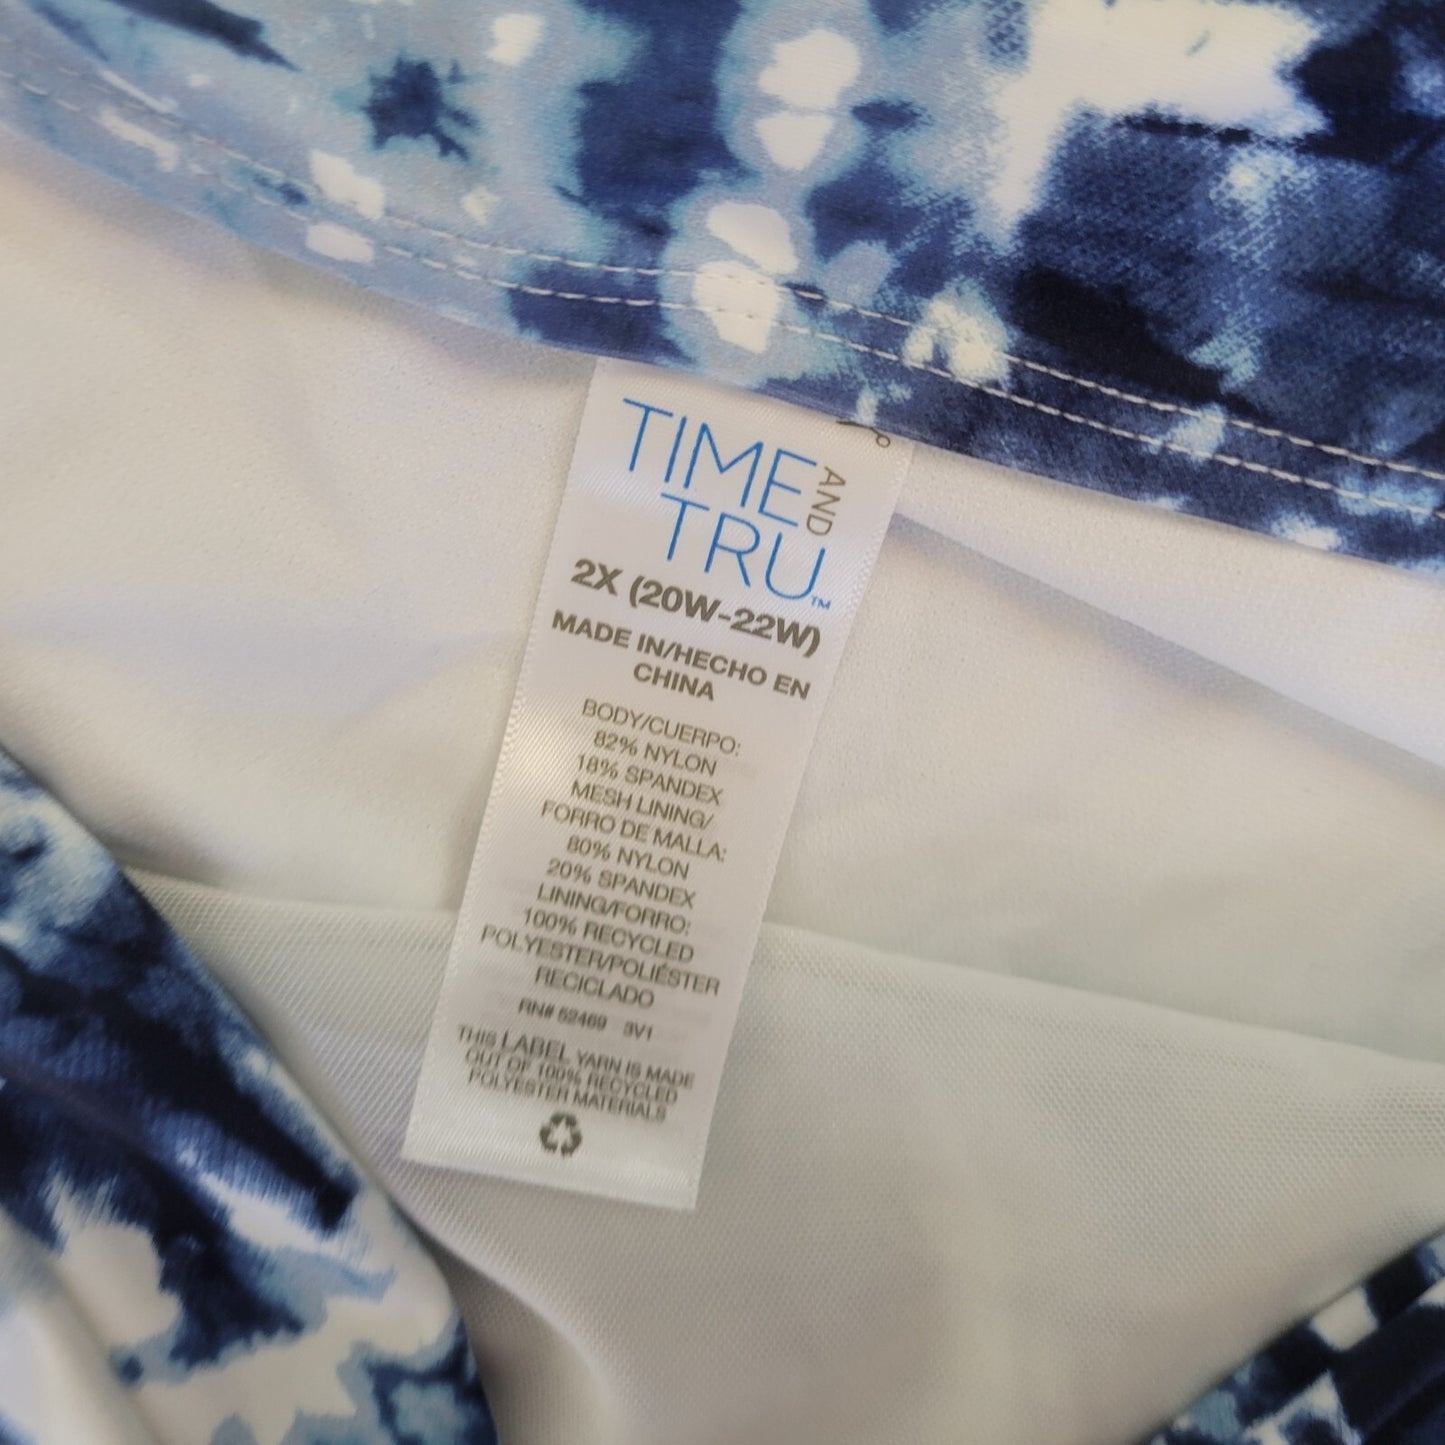 TIME AND
TRU™
2X (20W-22W)
MADE IN/HECHO EN
CHINA
BODY/CUERPO:
82% NYLON
18% SPANDEX
MESH LINING/
FORRO DE MALLA:
80% NYLON
20% SPANDEX
LINING/FORRO:
100% RECYCLED
POLYESTER/POLIÉSTER
RECICLADO
RN# 52469 3V1
THIS LABEL YARN IS MADE
OUT OF 100% RECYCLED
POLYESTER MATERIALS